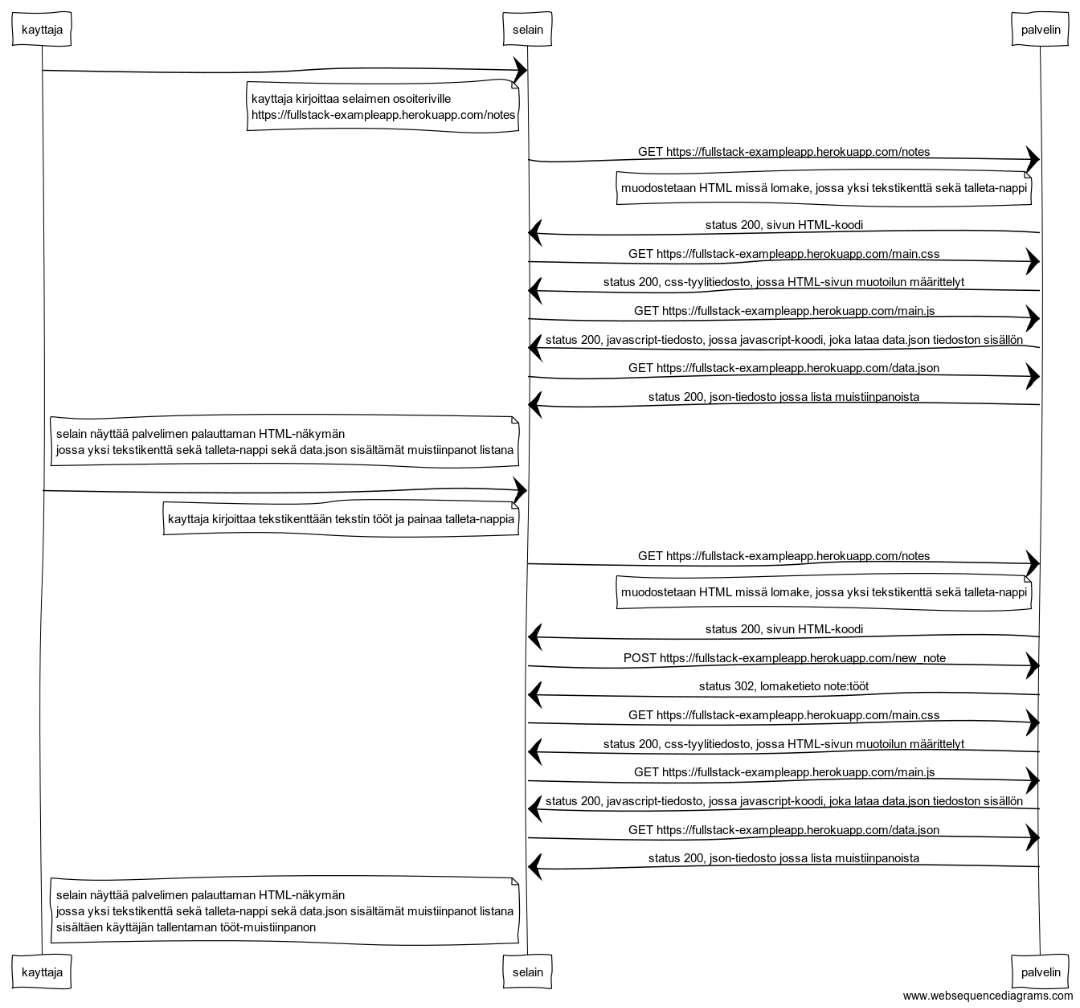 kayttaja selain palvelin
kayttaja kirjoittaa selaimen osoiteriville
https://fullstack-exampleapp.herokuapp.com/notes
GET https://fullstack-exampleapp.herokuapp.com/notes
muodostetaan HTML missä lomake, jossa yksi tekstikenttä sekä talleta-nappi
status 200, sivun HTML-koodi
GET https://fullstack-exampleapp.herokuapp.com/main.css
status 200, css-tyylitiedosto, jossa HTML-sivun muotoilun määrittelyt
GET https://fullstack-exampleapp.herokuapp.com/main.js
status 200, javascript-tiedosto, jossa javascript-koodi, joka lataa data.json tiedoston sisällön
GET https://fullstack-exampleapp.herokuapp.com/data.json
status 200, json-tiedosto jossa lista muistiinpanoista
selain näyttää palvelimen palauttaman HTML-näkymän
jossa yksi tekstikenttä sekä talleta-nappi sekä data.json sisältämät muistiinpanot listana
kayttaja kirjoittaa tekstikenttään tekstin tööt ja painaa talleta-nappia
GET https://fullstack-exampleapp.herokuapp.com/notes
muodostetaan HTML missä lomake, jossa yksi tekstikenttä sekä talleta-nappi
status 200, sivun HTML-koodi
POST https://fullstack-exampleapp.herokuapp.com/new_note
status 302, lomaketieto note:tööt
GET https://fullstack-exampleapp.herokuapp.com/main.css
status 200, css-tyylitiedosto, jossa HTML-sivun muotoilun määrittelyt
GET https://fullstack-exampleapp.herokuapp.com/main.js
status 200, javascript-tiedosto, jossa javascript-koodi, joka lataa data.json tiedoston sisällön
GET https://fullstack-exampleapp.herokuapp.com/data.json
status 200, json-tiedosto jossa lista muistiinpanoista
selain näyttää palvelimen palauttaman HTML-näkymän
jossa yksi tekstikenttä sekä talleta-nappi sekä data.json sisältämät muistiinpanot listana
sisältäen käyttäjän tallentaman tööt-muistiinpanon
kayttaja selain palvelin
www.websequencediagrams.com